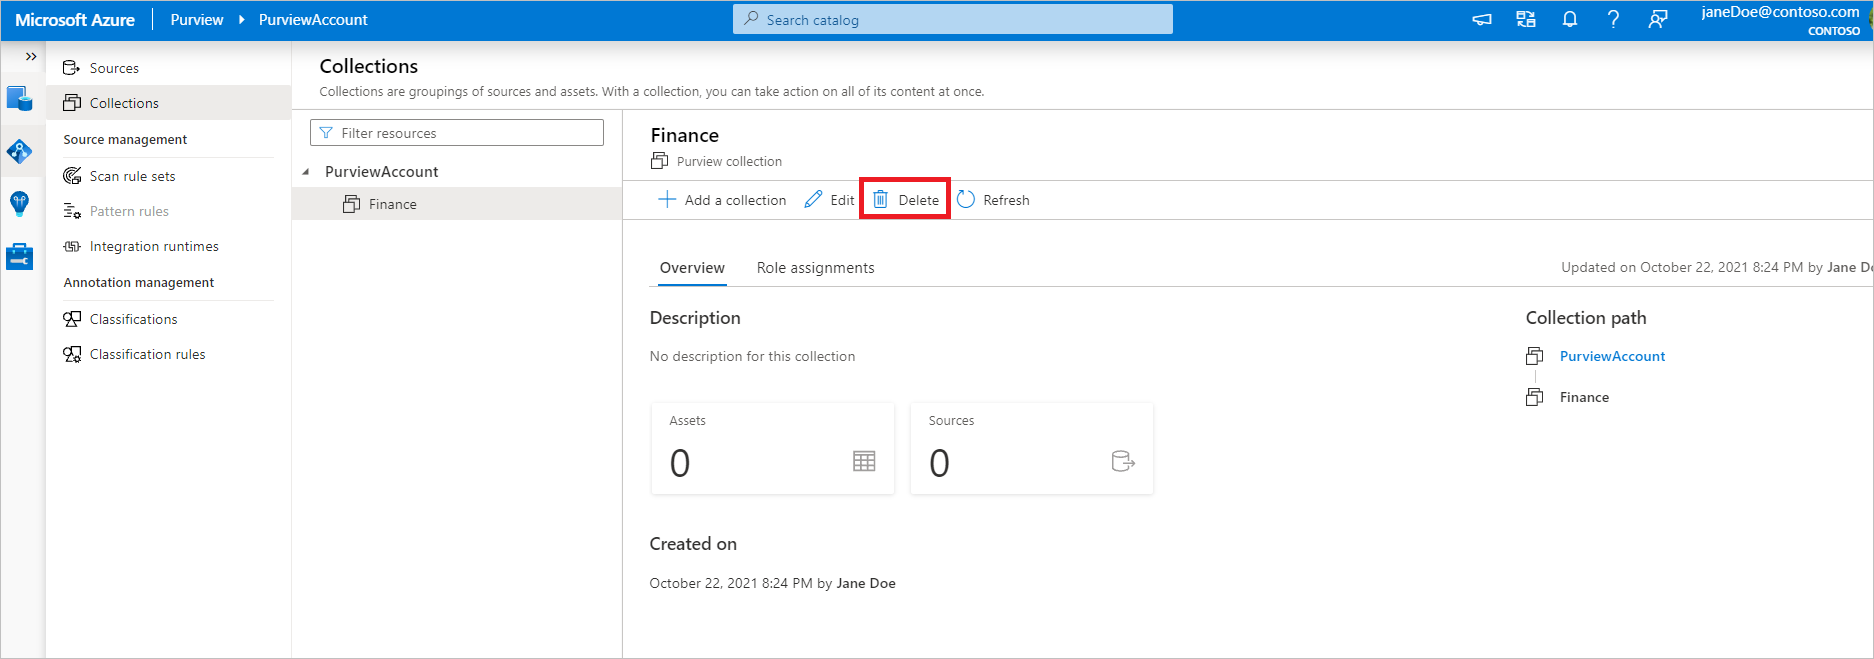 Microsoft Azure Purview PurviewAccount
Search catalog
janeDoe@contoso.com
CONTOSO
Sources
Collections
Source management
Scan rule sets
Pattern rules
Integration runtimes
Annotation management
Classifications
Classification rules
Collections
Collections are groupings of sources and assets. With a collection, you can take action on all of its content at once.
Filter resources
PurviewAccount
Finance
Finance
Purview collection
Add a collection Edit Delete Refresh
Overview Role assignments
Updated on October 22, 2021 8:24 PM by Jane Do
Description
No description for this collection
Assets
0
Sources
0
Created on
October 22, 2021 8:24 PM by Jane Doe
Collection path
PurviewAccount
Finance